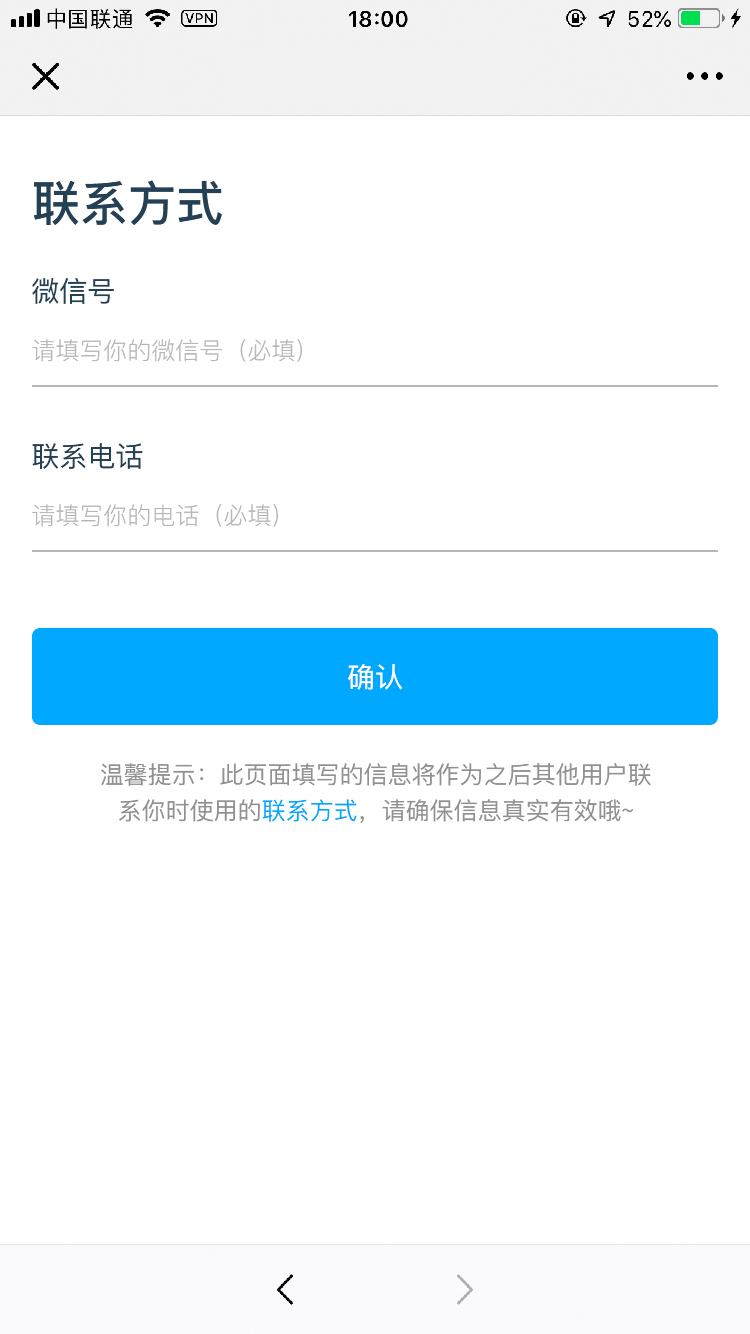 中国联通 VPN 18:00 52%
联系方式
微信号
请填写你的微信号（必填）
联系电话
请填写你的电话（必填）
确认
温馨提示：此页面填写的信息将作为之后其他用户联
系你时使用的联系方式，请确保信息真实有效哦~